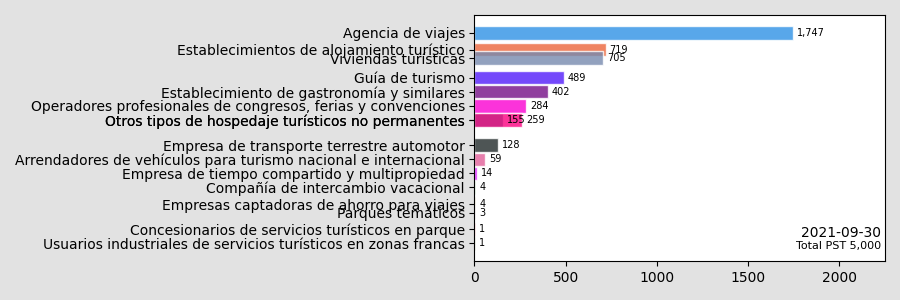 Agencia de viajes 1,747
Establecimientos de alojamiento turístico 719
Viviendas turísticas 705
Guía de turismo 489
Establecimiento de gastronomía y similares 402
Operadores profesionales de congresos, ferias y convenciones 284
Otros tipos de hospedaje turísticos no permanentes 155 259
Empresa de transporte terrestre automotor 128
Arrendadores de vehículos para turismo nacional e internacional 59
Empresa de tiempo compartido y multipropiedad 14
Compañía de intercambio vacacional 4
Empresas captadoras de ahorro para viajes 4
Parques temáticos 3
Concesionarios de servicios turísticos en parque 1
Usuarios industriales de servicios turísticos en zonas francas 1
2021-09-30
Total PST 5,000
0 500 1000 1500 2000